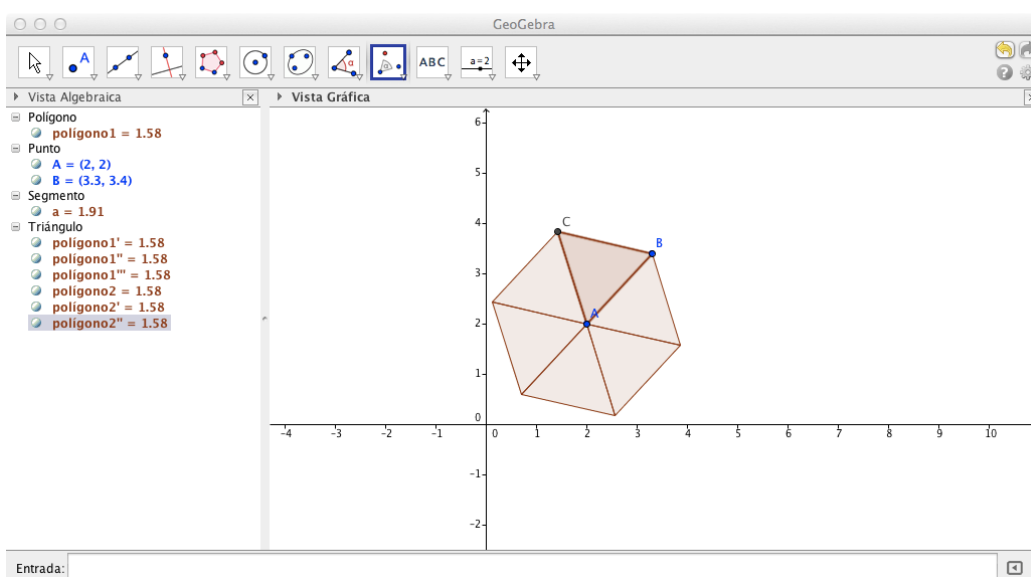 GeoGebra
A
α
ABC
a=2
Vista Algebraica
Vista Gráfica
Polígono
polígono1 = 1.58
Punto
A = (2, 2)
B = (3.3, 3.4)
Segmento
a = 1.91
Triángulo
polígono1' = 1.58
polígono1'' = 1.58
polígono1''' = 1.58
polígono2 = 1.58
polígono2' = 1.58
polígono2'' = 1.58
6
5
4
3
2
1
0
-1
-2
C
B
A
-4 -3 -2 -1 0 1 2 3 4 5 6 7 8 9 10
Entrada: